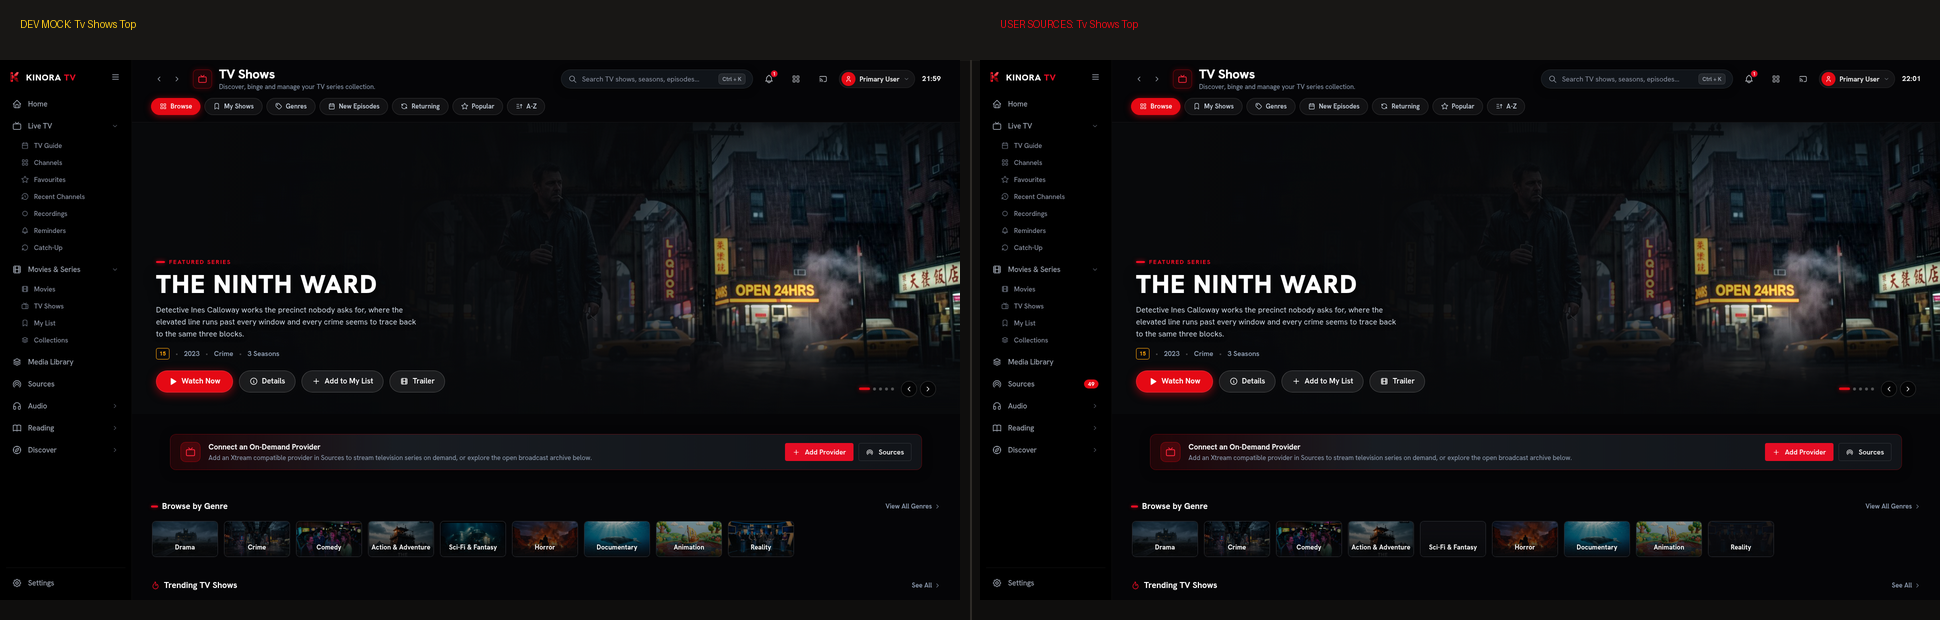 DEV MOCK: Tv Shows Top
KINORA TV
TV Shows
Discover, binge and manage your TV series collection.
Search TV shows, seasons, episodes...
Ctrl + K
1
Primary User
21:59
Browse
My Shows
Genres
New Episodes
Returning
Popular
A-Z
Home
Live TV
TV Guide
Channels
Favourites
Recent Channels
Recordings
Reminders
Catch-Up
Movies & Series
Movies
TV Shows
My List
Collections
Media Library
Sources
Audio
Reading
Discover
Settings
LIQUOR
OPEN 24HRS
天楼飯店
FEATURED SERIES
THE NINTH WARD
Detective Ines Calloway works the precinct nobody asks for, where the
elevated line runs past every window and every crime seems to trace back
to the same three blocks.
15 · 2023 · Crime · 3 Seasons
Watch Now
Details
Add to My List
Trailer
Connect an On-Demand Provider
Add an Xtream compatible provider in Sources to stream television series on demand, or explore the open broadcast archive below.
Add Provider
Sources
Browse by Genre
View All Genres
Drama
Crime
Comedy
Action & Adventure
Sci-Fi & Fantasy
Horror
Documentary
Animation
Reality
Trending TV Shows
See All
USER SOURCES: Tv Shows Top
KINORA TV
TV Shows
Discover, binge and manage your TV series collection.
Search TV shows, seasons, episodes...
Ctrl + K
1
Primary User
22:01
Browse
My Shows
Genres
New Episodes
Returning
Popular
A-Z
Home
Live TV
TV Guide
Channels
Favourites
Recent Channels
Recordings
Reminders
Catch-Up
Movies & Series
Movies
TV Shows
My List
Collections
Media Library
Sources
49
Audio
Reading
Discover
Settings
LIQUOR
OPEN 24HRS
天楼飯店
FEATURED SERIES
THE NINTH WARD
Detective Ines Calloway works the precinct nobody asks for, where the
elevated line runs past every window and every crime seems to trace back
to the same three blocks.
15 · 2023 · Crime · 3 Seasons
Watch Now
Details
Add to My List
Trailer
Connect an On-Demand Provider
Add an Xtream compatible provider in Sources to stream television series on demand, or explore the open broadcast archive below.
Add Provider
Sources
Browse by Genre
View All Genres
Drama
Crime
Comedy
Action & Adventure
Sci-Fi & Fantasy
Horror
Documentary
Animation
Reality
Trending TV Shows
See All